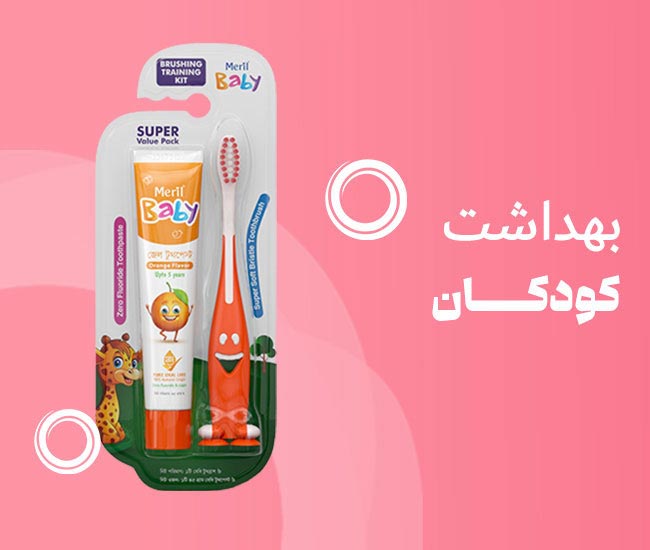 BRUSHING
TRAINING
KIT
Meril
Baby
SUPER
Value Pack
Meril
Baby
জেল টুথপেস্ট
Orange Flavor
Upto 5 years
Zero Fluoride Toothpaste
Super Soft Bristle Toothbrush
بهداشت
کودکان